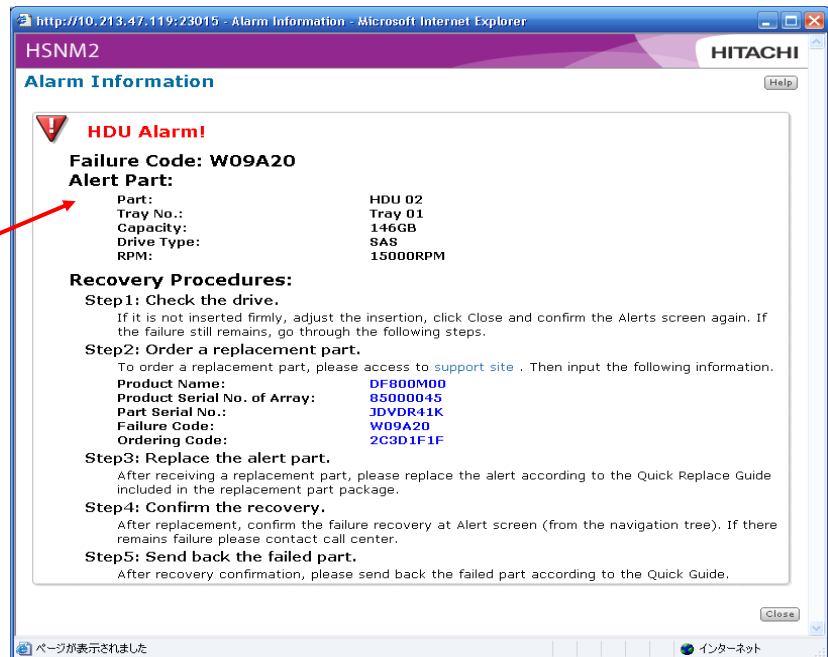 http://10.213.47.119:23015 - Alarm Information - Microsoft Internet Explorer
HSNM2
HITACHI
Alarm Information
Help
HDU Alarm!
Failure Code: W09A20
Alert Part:
Part: HDU 02
Tray No.: Tray 01
Capacity: 146GB
Drive Type: SAS
RPM: 15000RPM
Recovery Procedures:
Step1: Check the drive.
If it is not inserted firmly, adjust the insertion, click Close and confirm the Alerts screen again. If
the failure still remains, go through the following steps.
Step2: Order a replacement part.
To order a replacement part, please access to support site . Then input the following information.
Product Name: DF800M00
Product Serial No. of Array: 85000045
Part Serial No.: JDVDR41K
Failure Code: W09A20
Ordering Code: 2C3D1F1F
Step3: Replace the alert part.
After receiving a replacement part, please replace the alert according to the Quick Replace Guide
included in the replacement part package.
Step4: Confirm the recovery.
After replacement, confirm the failure recovery at Alert screen (from the navigation tree). If there
remains failure please contact call center.
Step5: Send back the failed part.
After recovery confirmation, please send back the failed part according to the Quick Guide.
Close
ページが表示されました
インターネット